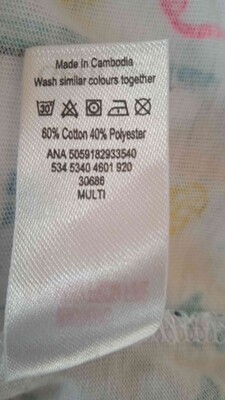 Made In Cambodia
Wash similar colours together
30°
60% Cotton 40% Polyester
ANA 5059182933540
534 5340 4601 920
30686
MULTI